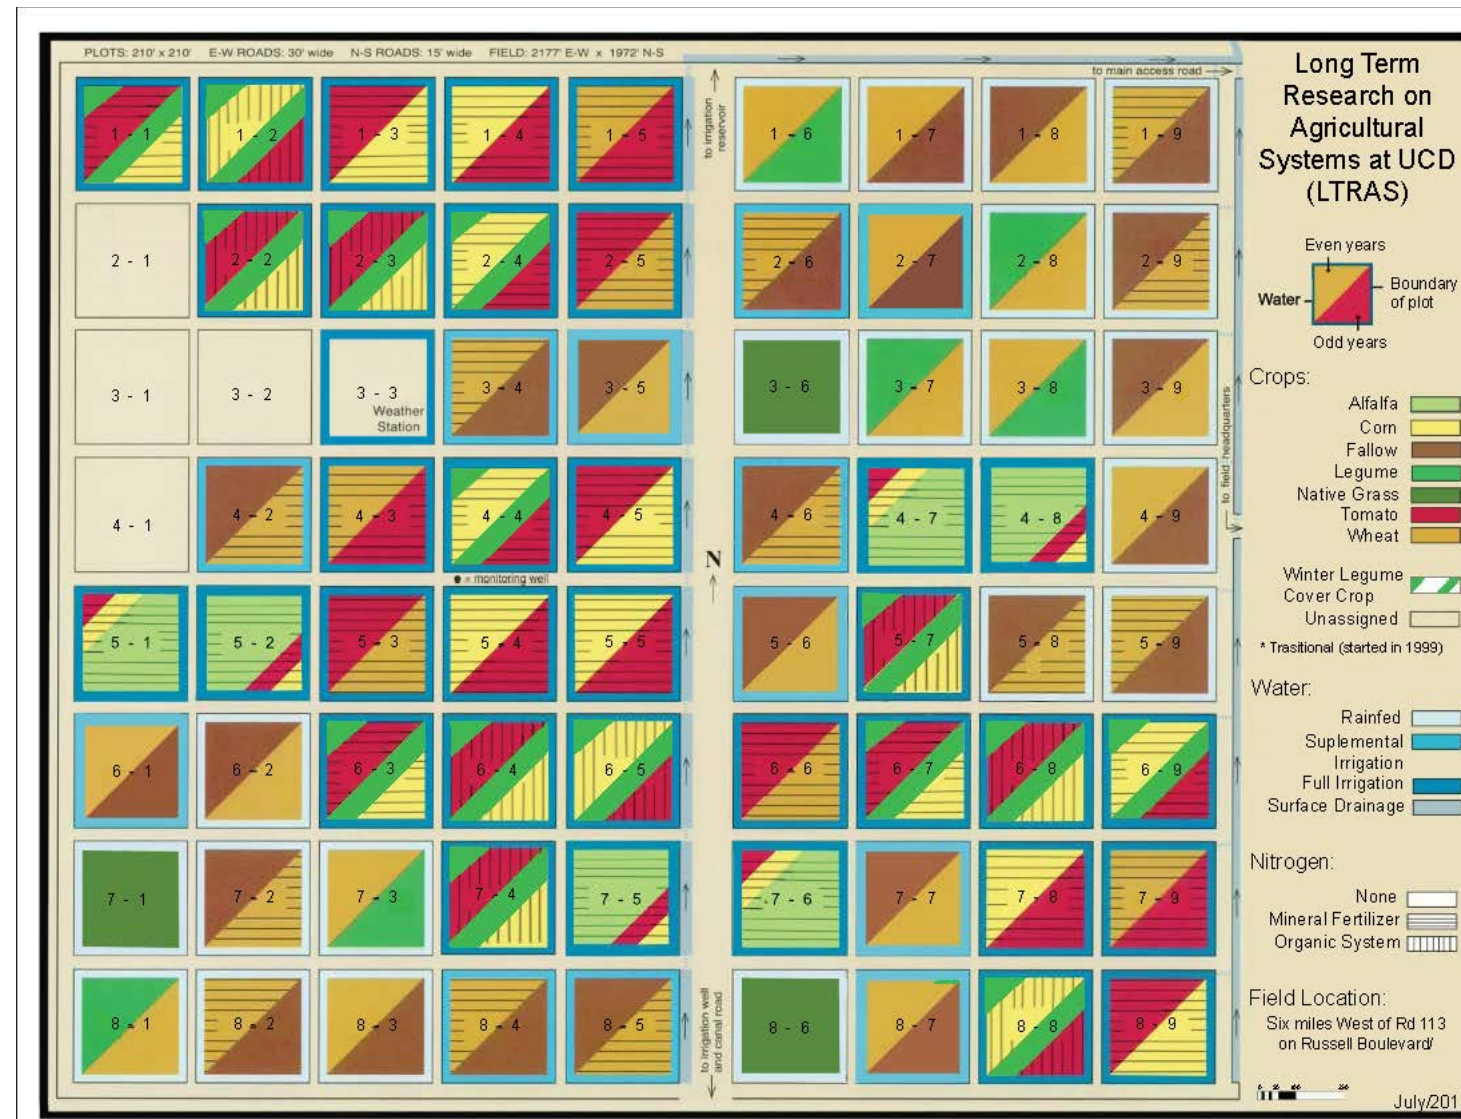 PLOTS: 210' x 210' E-W ROADS: 30' wide N-S ROADS: 15' wide FIELD: 2177' E-W x 1972' N-S
to main access road
to irrigation
reservoir
1 - 1
1 - 2
1 - 3
1 - 4
1 - 5
1 - 6
1 - 7
1 - 8
1 - 9
2 - 1
2 - 2
2 - 3
2 - 4
2 - 5
2 - 6
2 - 7
2 - 8
2 - 9
3 - 1
3 - 2
3 - 3
Weather
Station
3 - 4
3 - 5
3 - 6
3 - 7
3 - 8
3 - 9
to field headquarters
4 - 1
4 - 2
4 - 3
4 - 4
4 - 5
4 - 6
4 - 7
4 - 8
4 - 9
= monitoring well
N
5 - 1
5 - 2
5 - 3
5 - 4
5 - 5
5 - 6
5 - 7
5 - 8
5 - 9
6 - 1
6 - 2
6 - 3
6 - 4
6 - 5
6 - 6
6 - 7
6 - 8
6 - 9
7 - 1
7 - 2
7 - 3
7 - 4
7 - 5
7 - 6
7 - 7
7 - 8
7 - 9
8 - 1
8 - 2
8 - 3
8 - 4
8 - 5
8 - 6
8 - 7
8 - 8
8 - 9
to irrigation well
and canal road
Long Term
Research on
Agricultural
Systems at UCD
(LTRAS)
Even years
Water
Boundary
of plot
Odd years
Crops:
Alfalfa
Corn
Fallow
Legume
Native Grass
Tomato
Wheat
Winter Legume
Cover Crop
Unassigned
* Trasitional (started in 1999)
Water:
Rainfed
Suplemental
Irrigation
Full Irrigation
Surface Drainage
Nitrogen:
None
Mineral Fertilizer
Organic System
Field Location:
Six miles West of Rd 113
on Russell Boulevard/
July/201